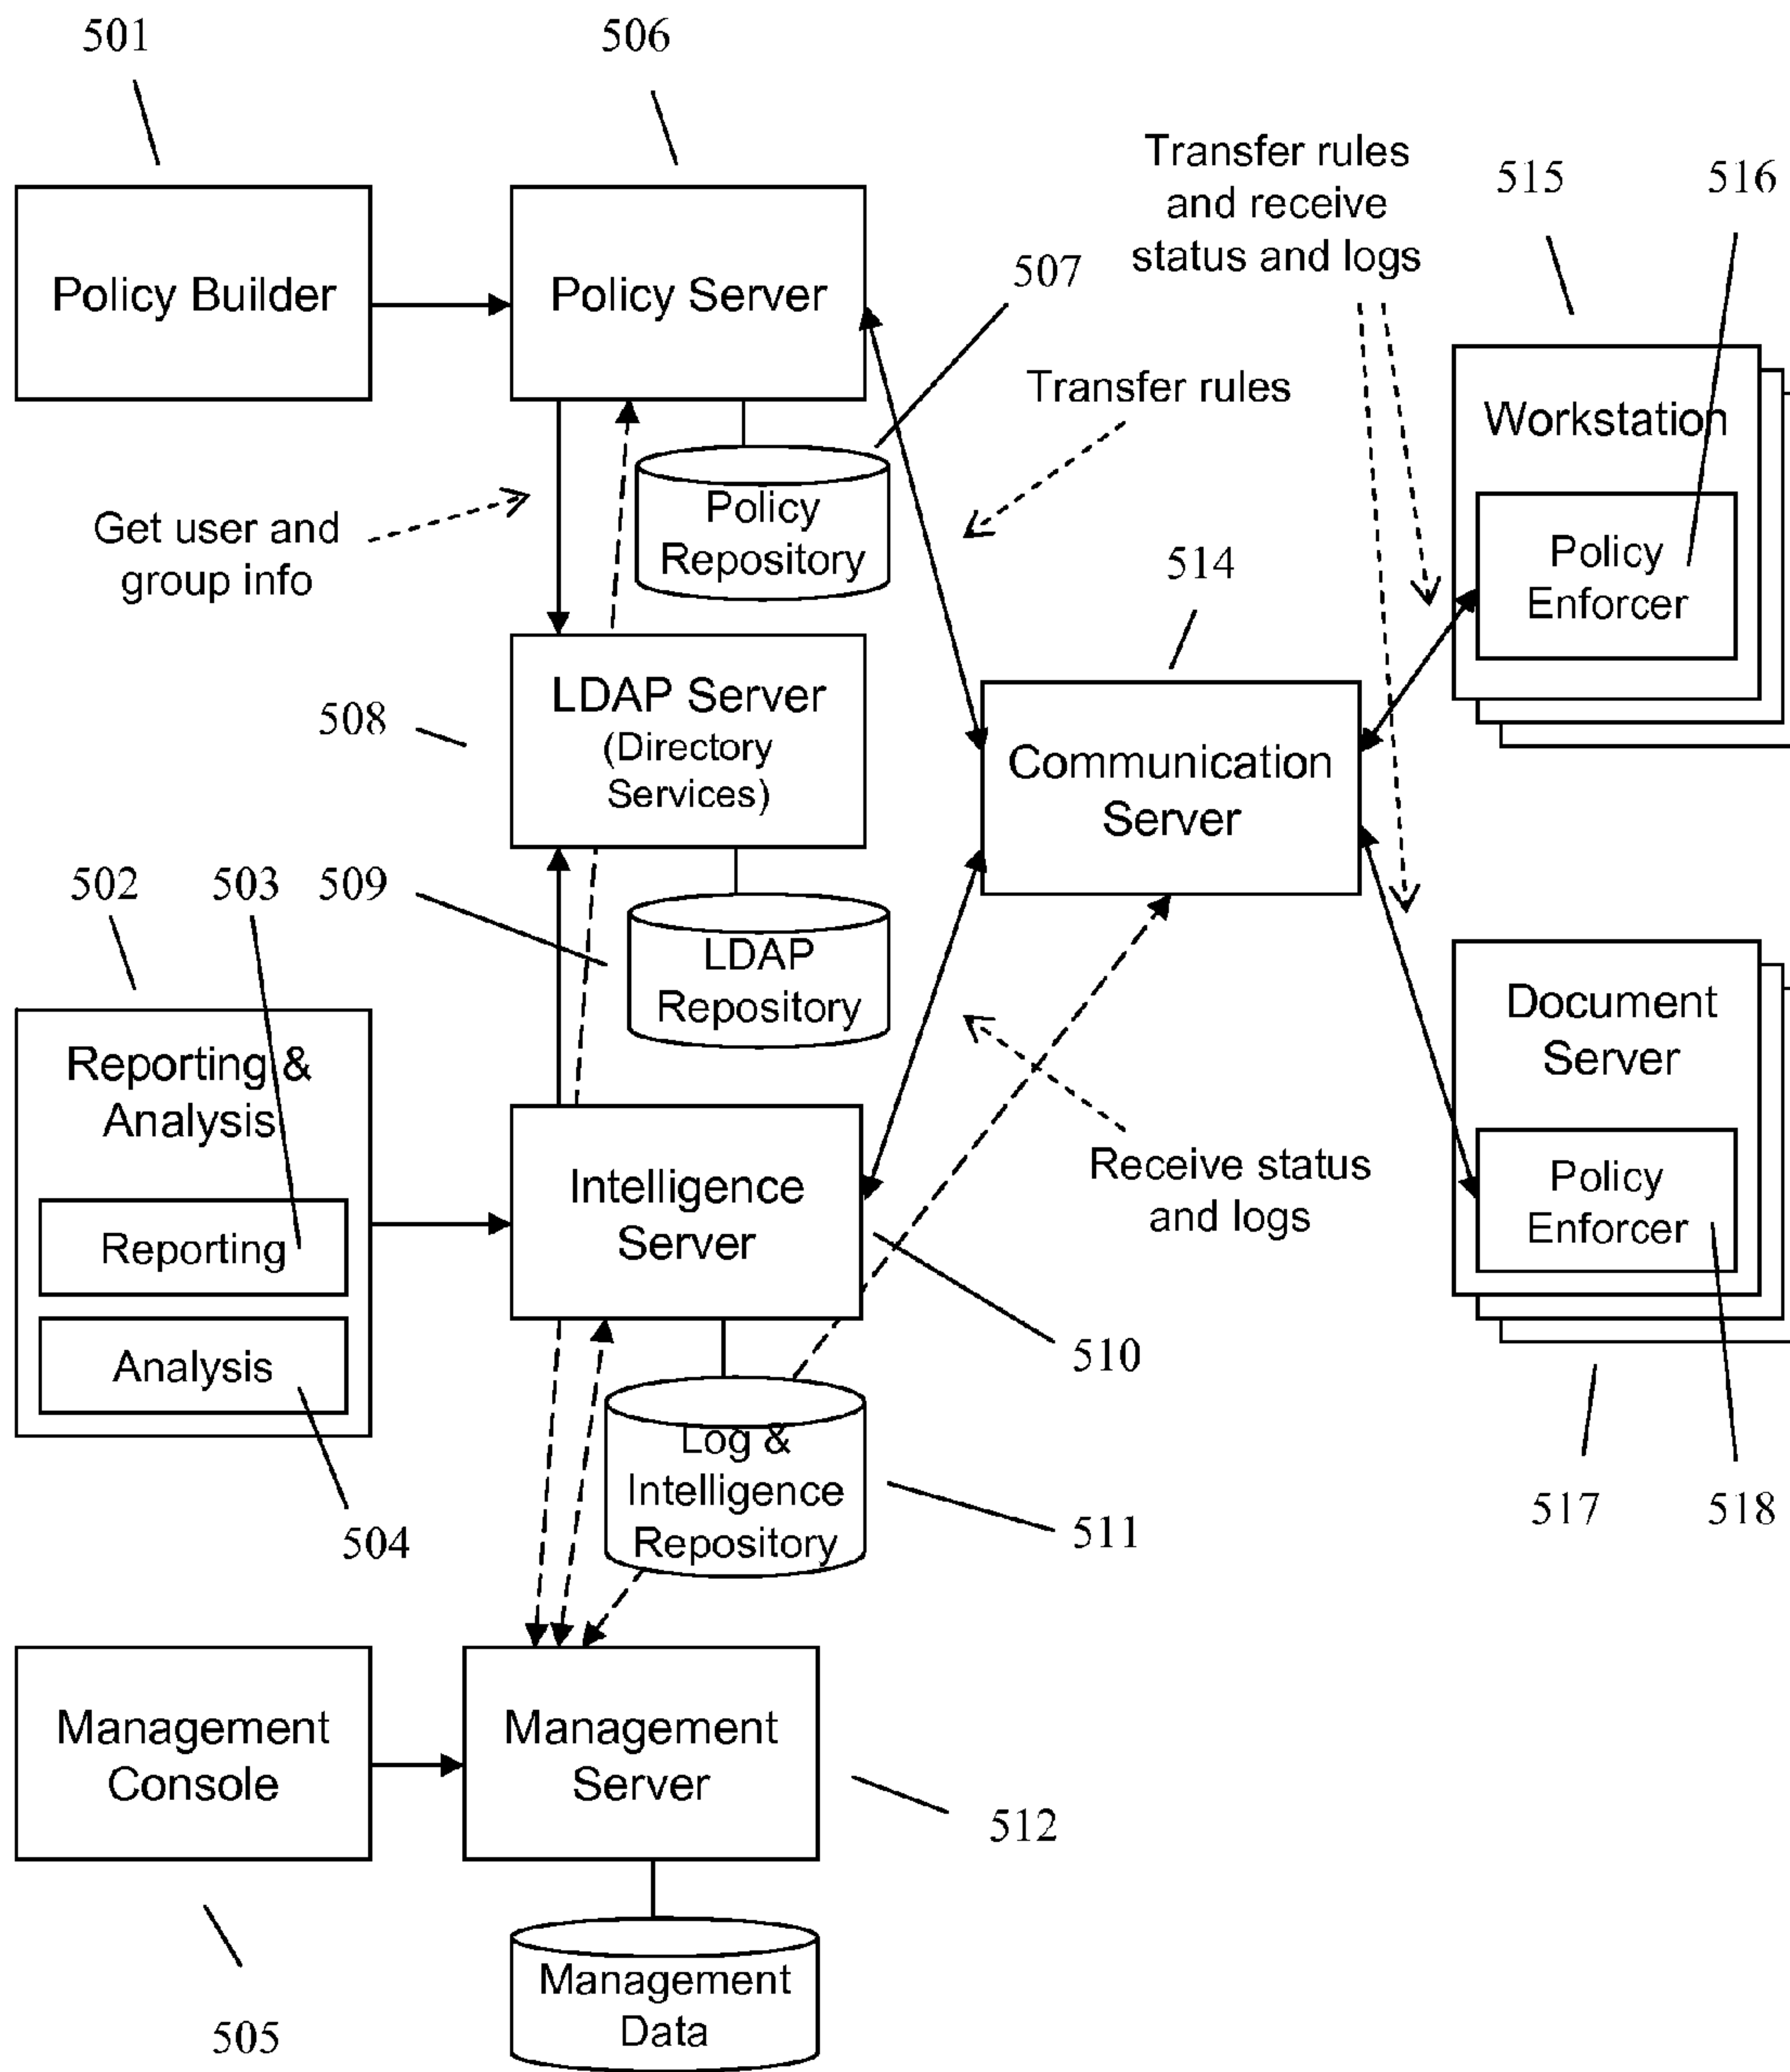 501
506
Transfer rules
and receive
status and logs
515
516
Policy Builder
Policy Server
507
Transfer rules
Workstation
Get user and
group info
Policy
Repository
514
Policy
Enforcer
508
LDAP Server
(Directory
Services)
Communication
Server
502
503
509
LDAP
Repository
Document
Server
Reporting &
Analysis
Reporting
Analysis
Intelligence
Server
Receive status
and logs
Policy
Enforcer
510
504
Log &
Intelligence
Repository
511
517
518
Management
Console
Management
Server
512
505
Management
Data